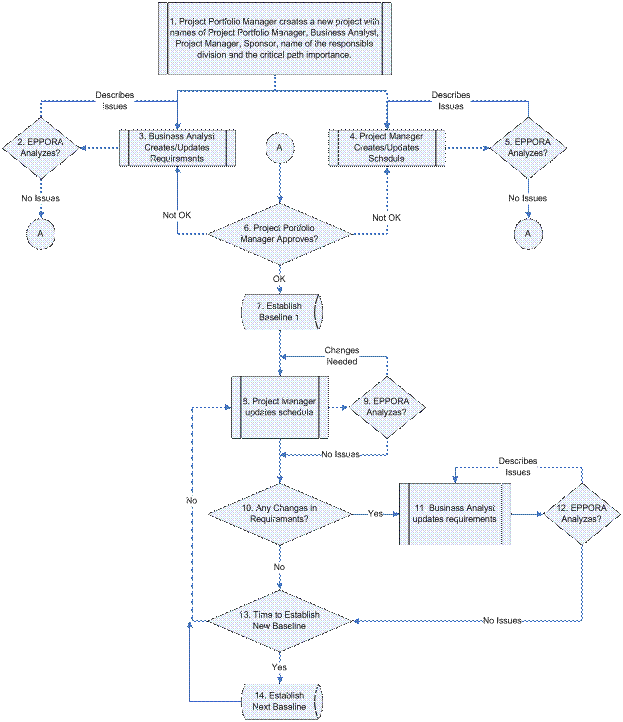 1. Project Portfolio Manager creates a new project with
names of Project Portfolio Manager, Business Analyst,
Project Manager, Sponsor, name of the responsible
division and the critical path importance.
Describes
Issues
Describes
Issues
2. EPPORA
Analyzes?
3. Business Analyst
Creates/Updates
Requirements
A
4. Project Manager
Creates/Updates
Schedule
5. EPPORA
Analyzes?
No Issues
No Issues
Not OK
Not OK
A
6. Project Portfolio
Manager Approves?
A
OK
7. Establish
Baseline 1
Changes
Needed
8. Project Manager
updates schedule
9. EPPORA
Analyzes?
No Issues
Describes
Issues
No
10. Any Changes in
Requirements?
Yes
11 Business Analyst
updates requirements
12. EPPORA
Analyzes?
No
13. Time to Establish
New Baseline
No Issues
Yes
14. Establish
Next Baseline